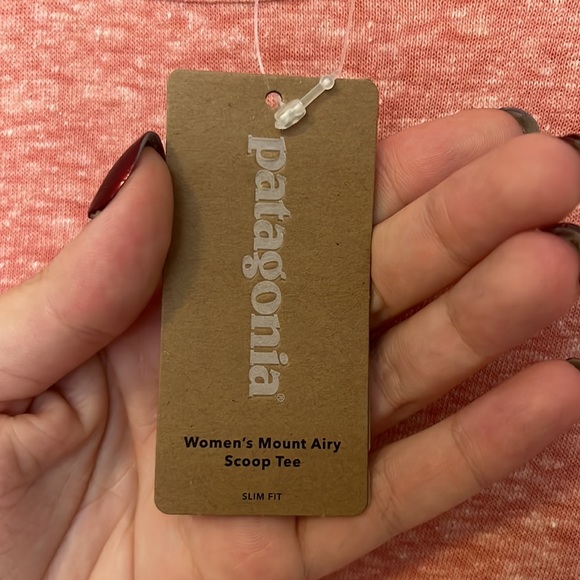 patagonia®
Women's Mount Airy
Scoop Tee
SLIM FIT